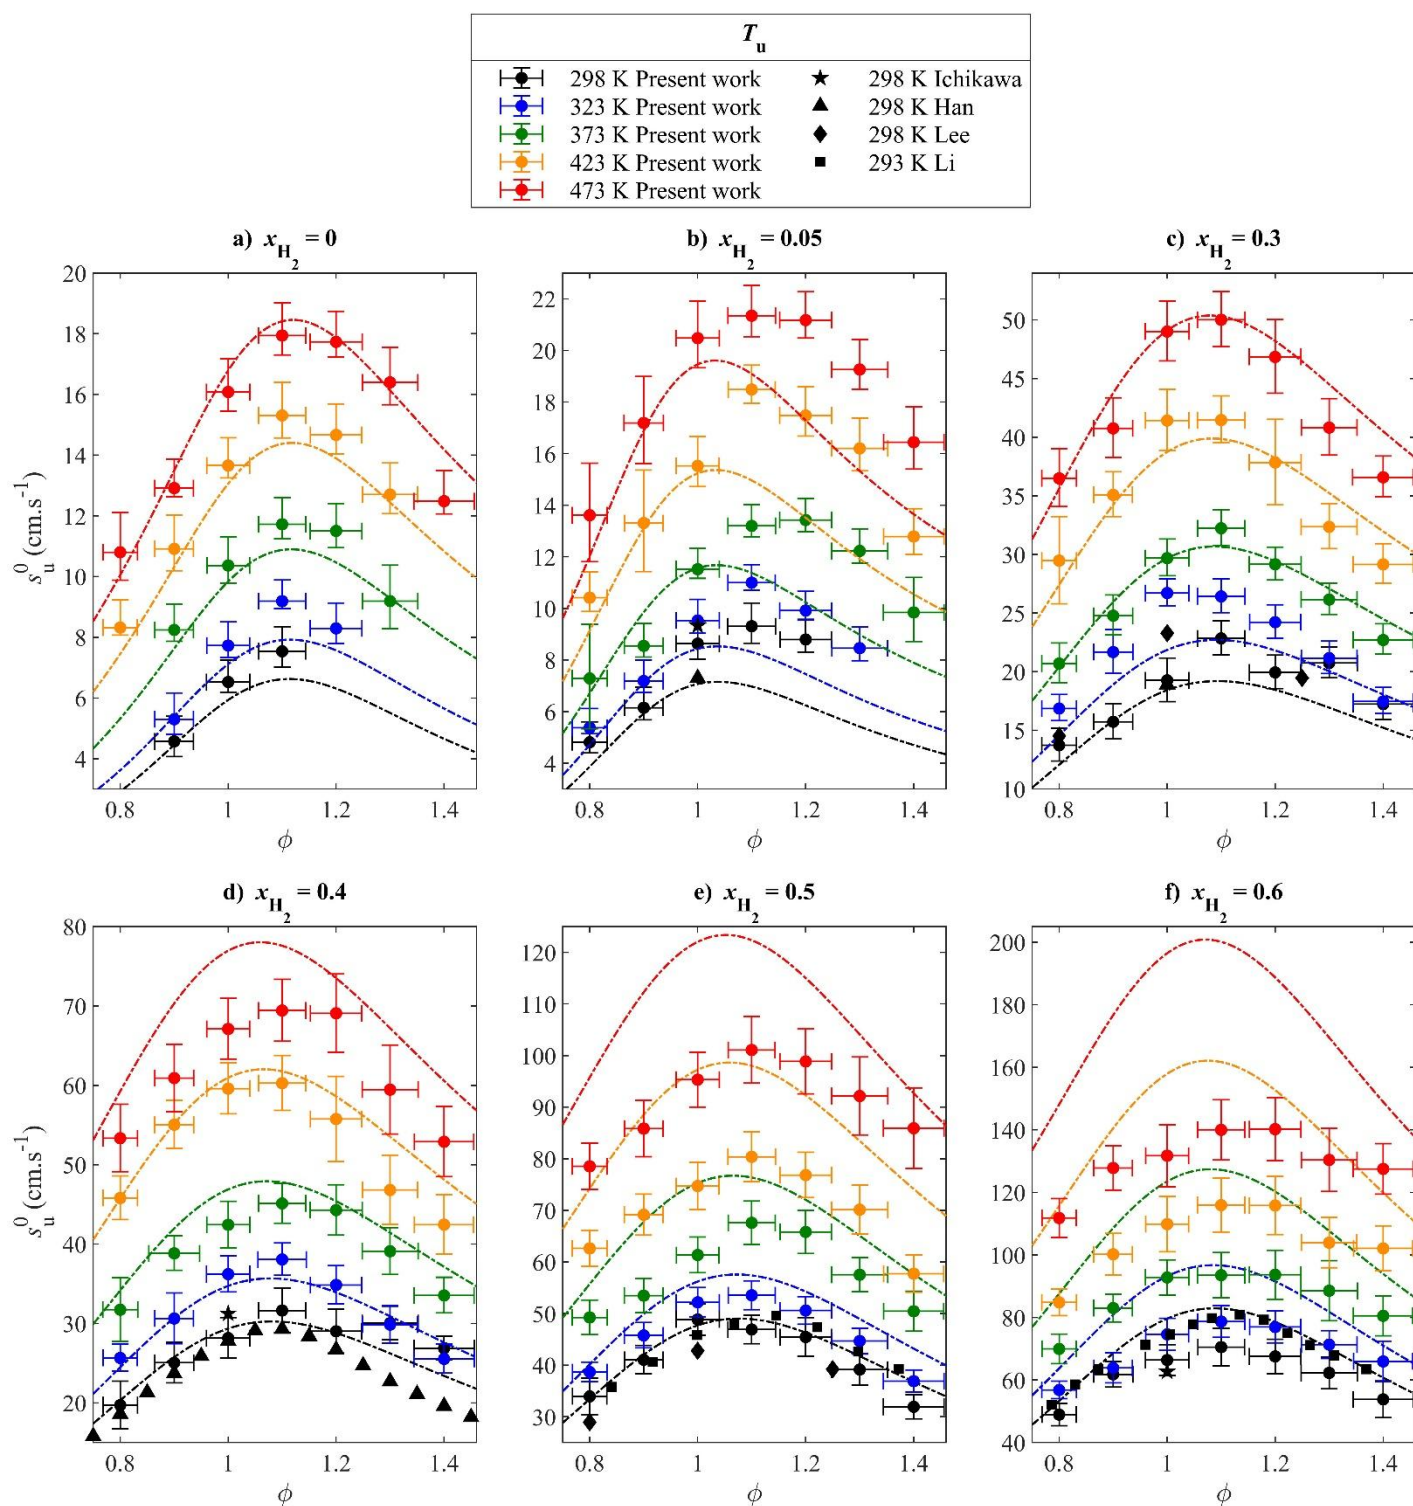 T_u
298 K Present work
323 K Present work
373 K Present work
423 K Present work
473 K Present work
298 K Ichikawa
298 K Han
298 K Lee
293 K Li
a) x_H₂ = 0
20
18
16
14
12
10
8
6
4
s_u^0 (cm.s⁻¹)
0.8 1 1.2 1.4
ϕ
b) x_H₂ = 0.05
22
20
18
16
14
12
10
8
6
4
0.8 1 1.2 1.4
ϕ
c) x_H₂ = 0.3
50
45
40
35
30
25
20
15
10
0.8 1 1.2 1.4
ϕ
d) x_H₂ = 0.4
80
70
60
50
40
30
20
s_u^0 (cm.s⁻¹)
0.8 1 1.2 1.4
ϕ
e) x_H₂ = 0.5
120
100
90
80
70
60
50
40
30
0.8 1 1.2 1.4
ϕ
f) x_H₂ = 0.6
200
160
140
120
100
80
60
40
0.8 1 1.2 1.4
ϕ